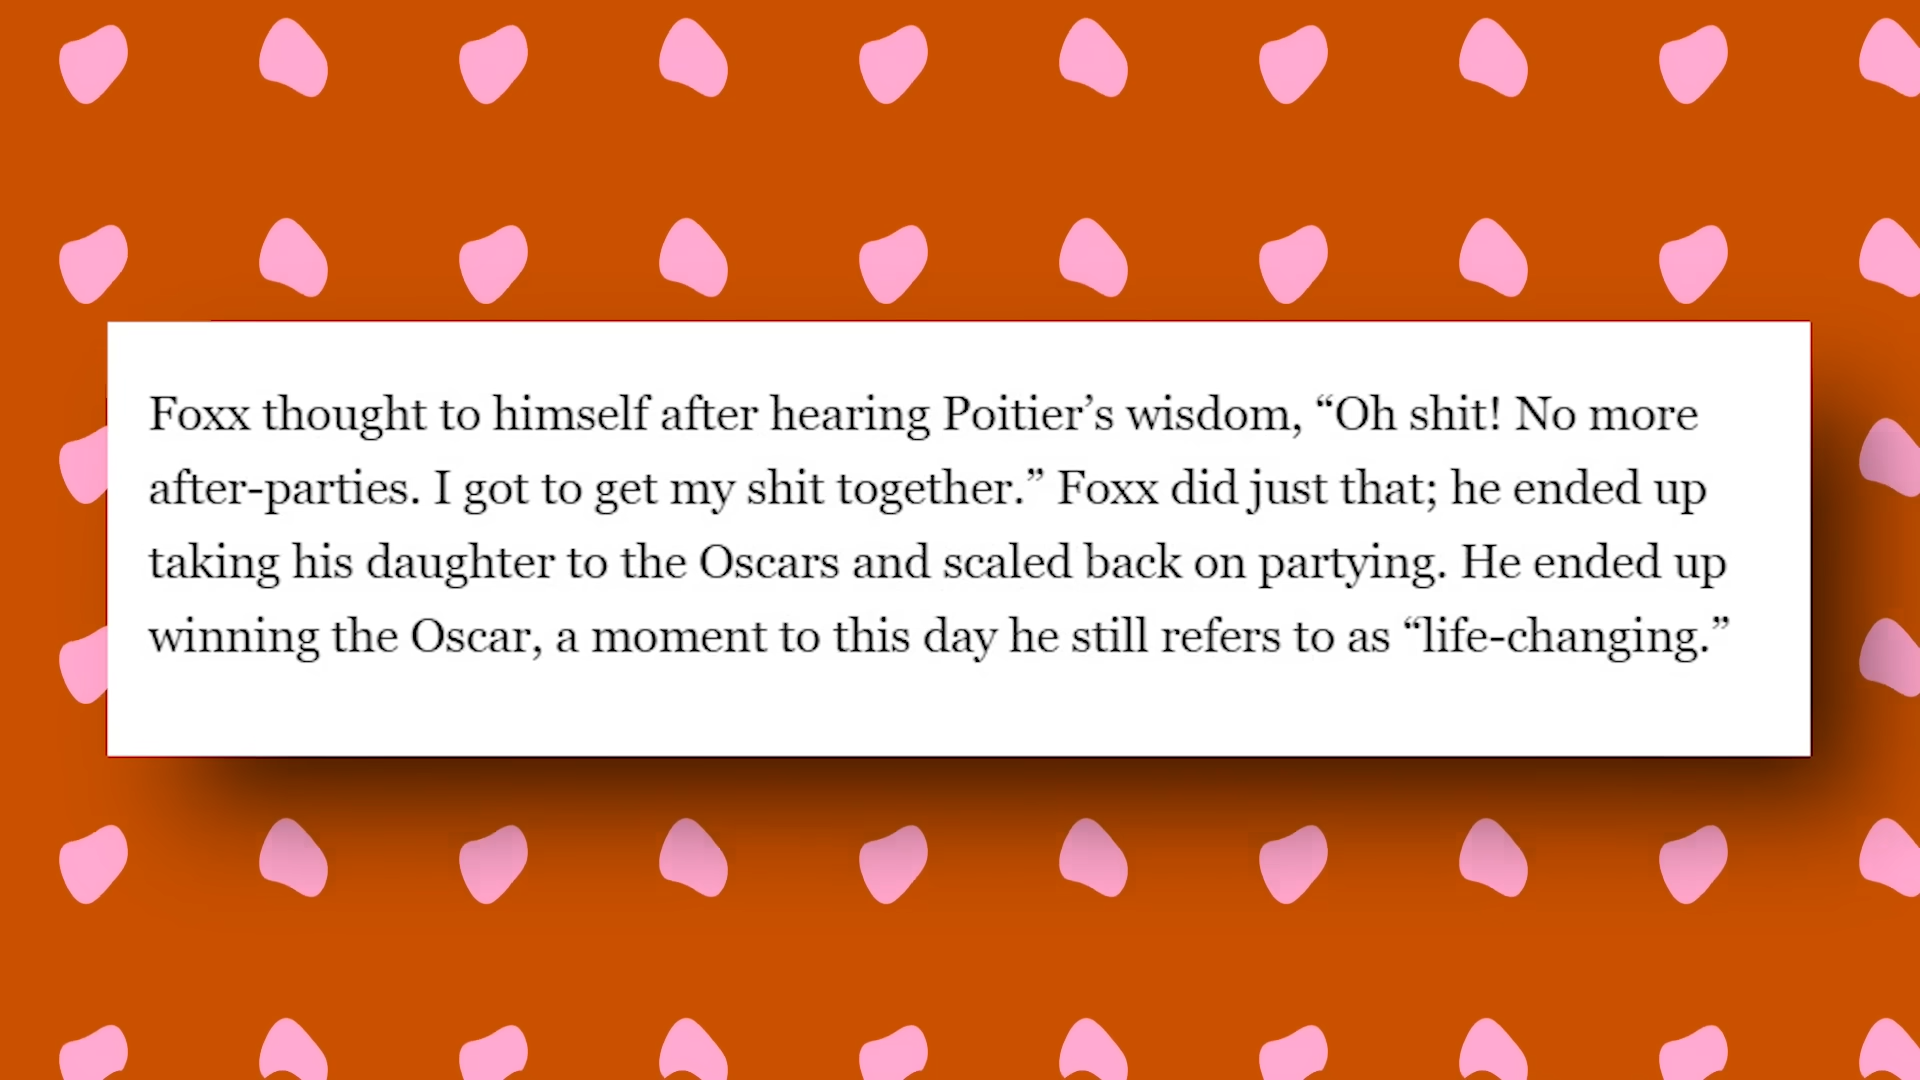 Foxx thought to himself after hearing Poitier’s wisdom, “Oh shit! No more
after-parties. I got to get my shit together.” Foxx did just that; he ended up
taking his daughter to the Oscars and scaled back on partying. He ended up
winning the Oscar, a moment to this day he still refers to as “life-changing.”